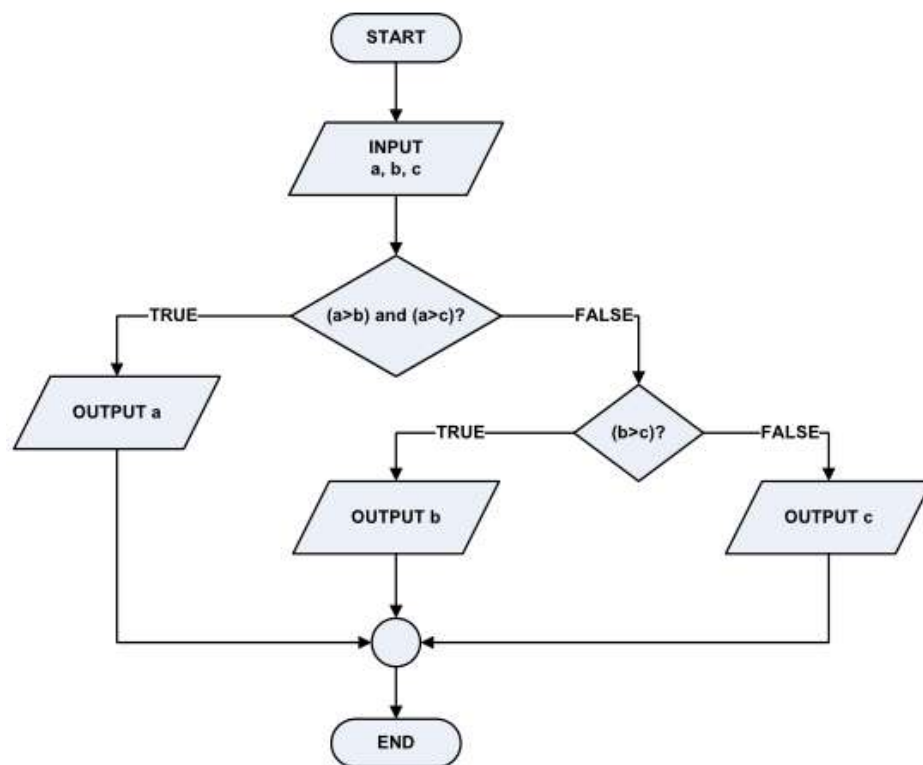 START
INPUT
a, b, c
(a>b) and (a>c)?
TRUE
FALSE
OUTPUT a
(b>c)?
TRUE
FALSE
OUTPUT b
OUTPUT c
END